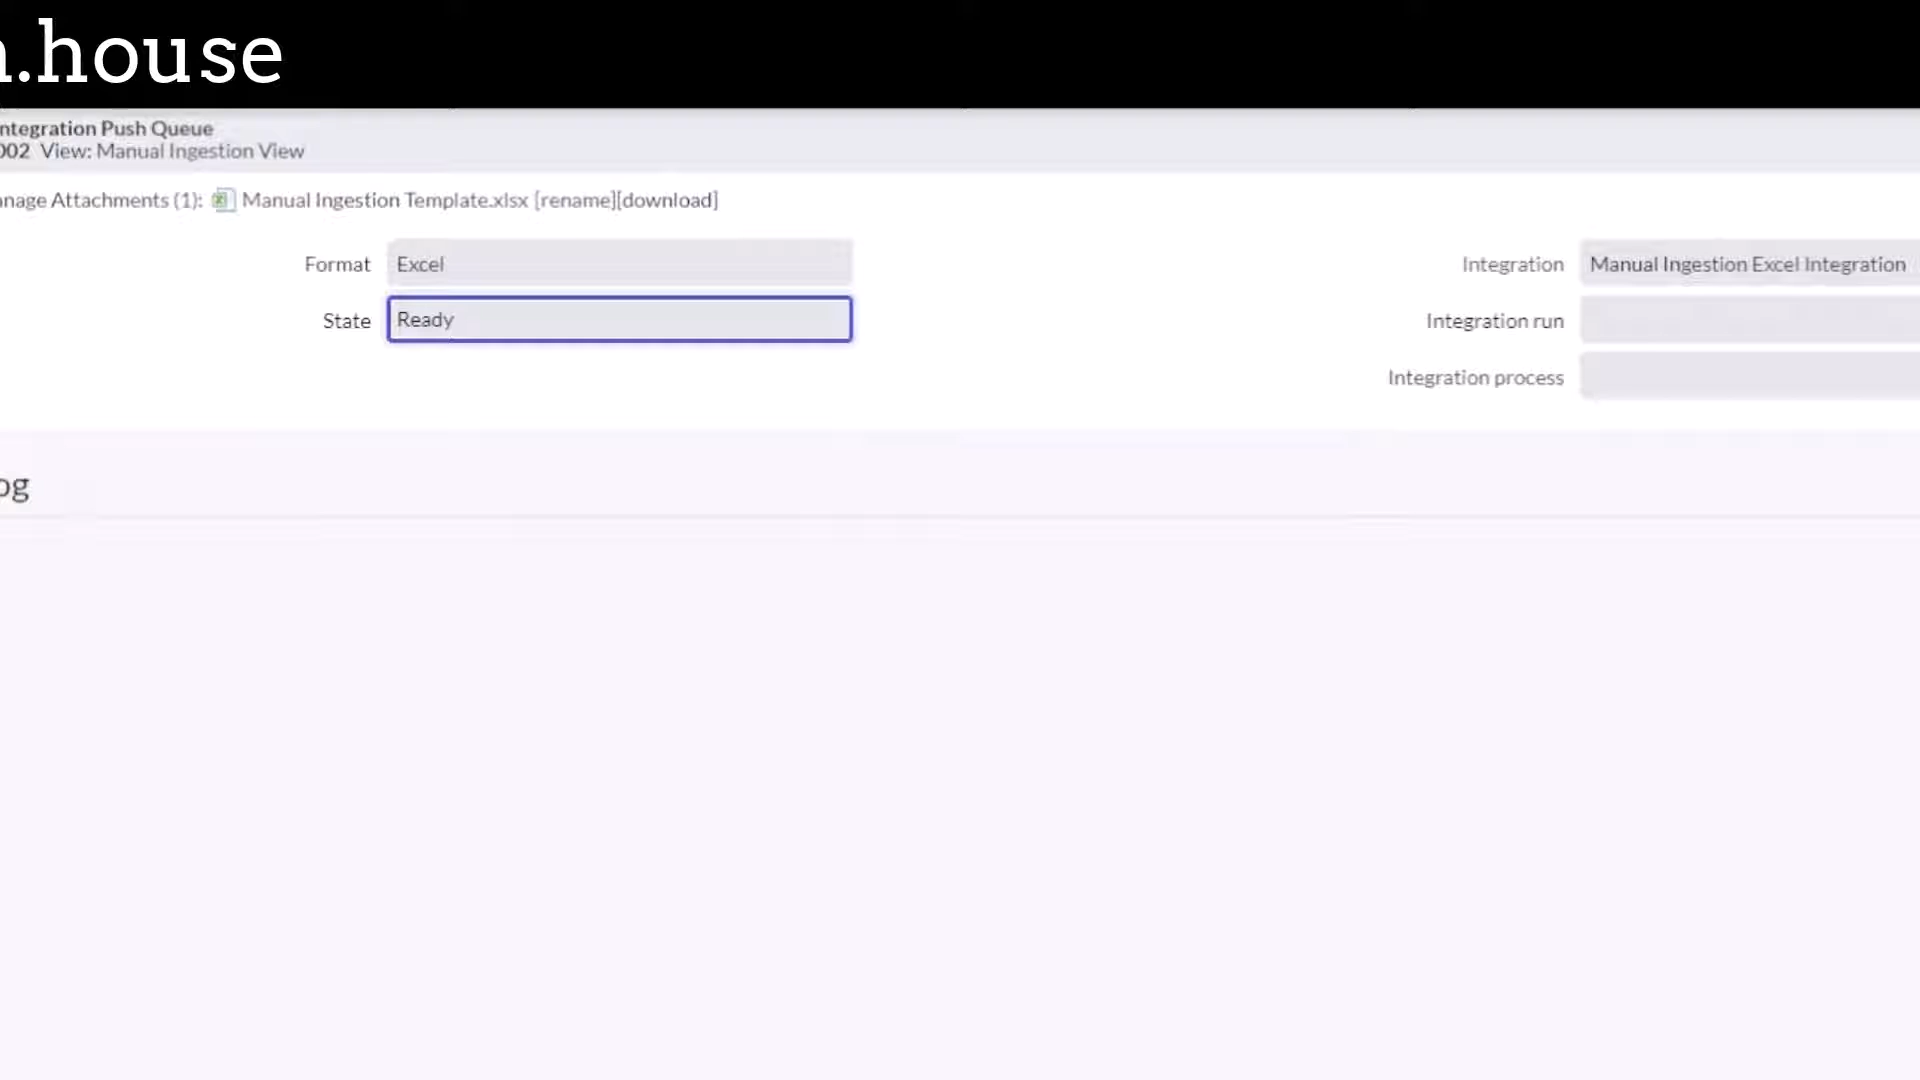 .house
ntegration Push Queue
002 View: Manual Ingestion View
nage Attachments (1): Manual Ingestion Template.xlsx [rename][download]
Format Excel
Integration Manual Ingestion Excel Integration
State Ready
Integration run
Integration process
og